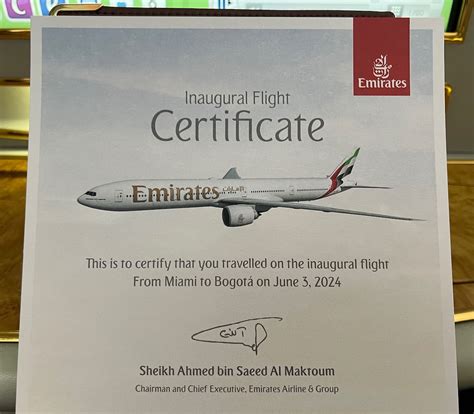 Emirates
Inaugural Flight
Certificate
Emirates
This is to certify that you travelled on the inaugural flight
From Miami to Bogotá on June 3, 2024
Sheikh Ahmed bin Saeed Al Maktoum
Chairman and Chief Executive, Emirates Airline & Group